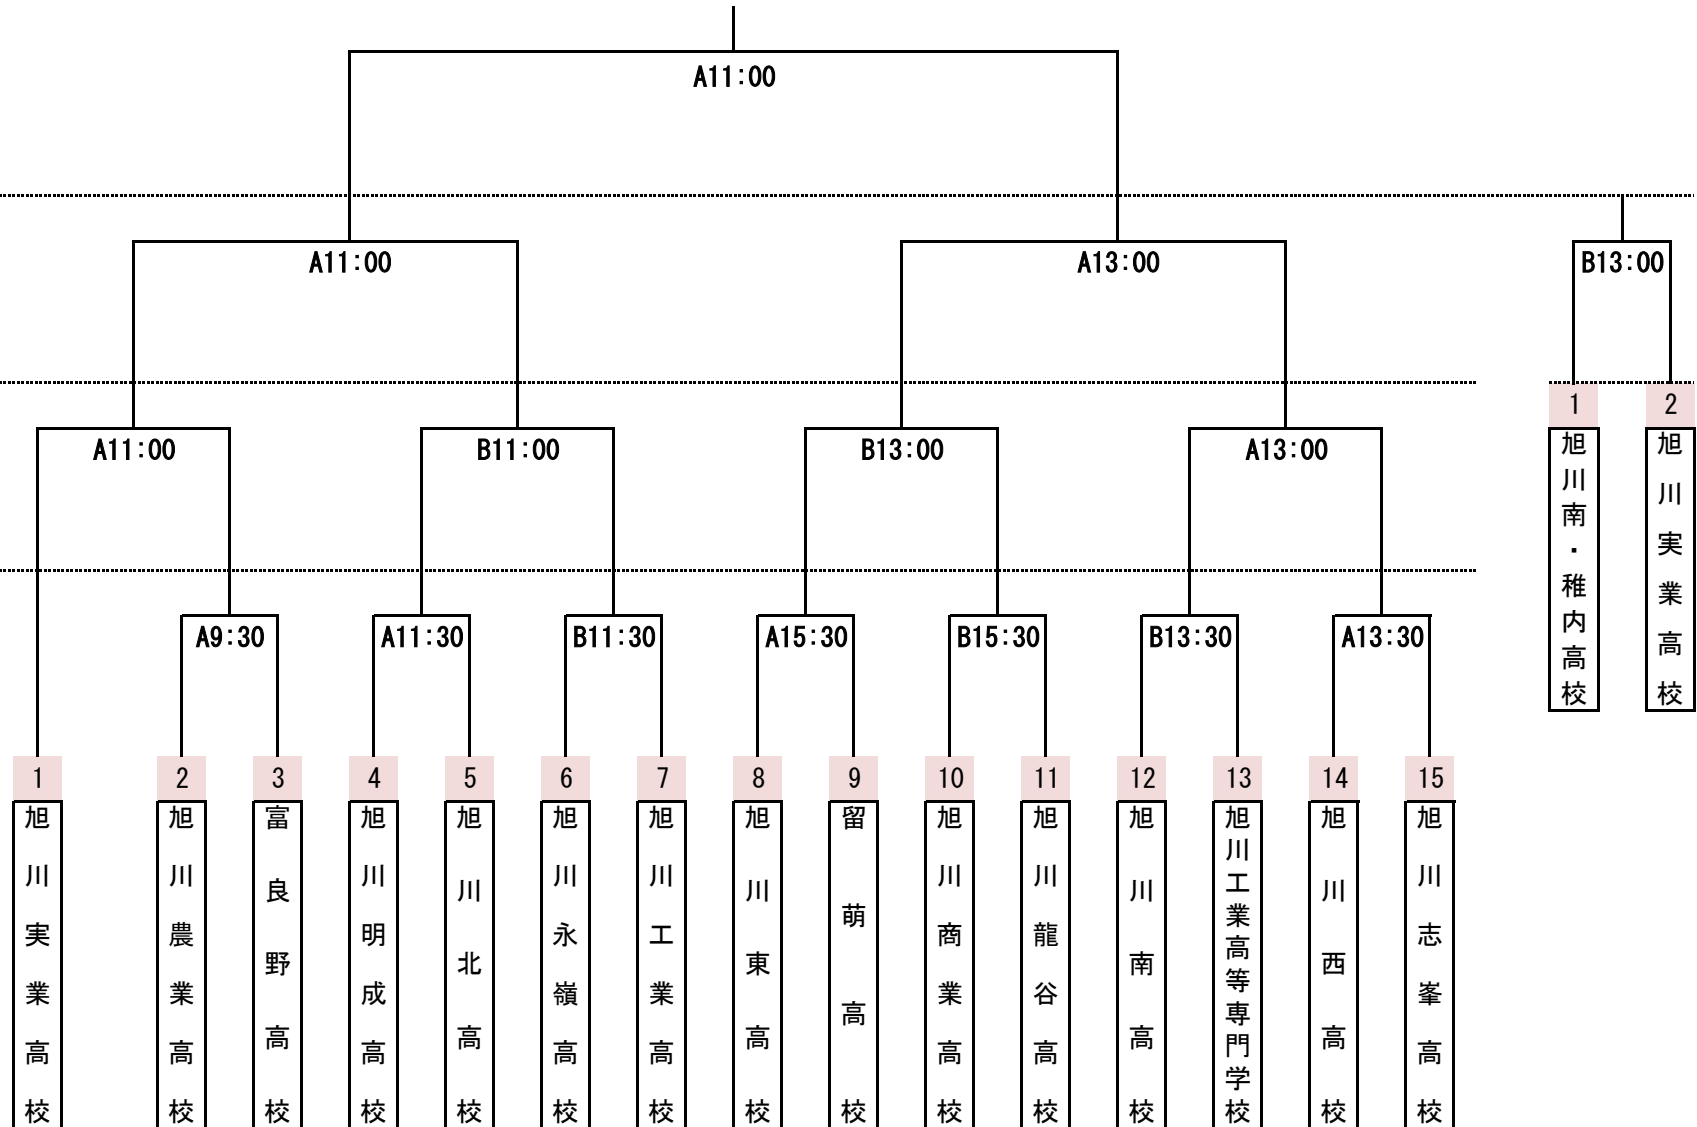 A11:00
A11:00
A13:00
B13:00
1
2
旭川南・稚内高校
旭川実業高校
A11:00
B11:00
B13:00
A13:00
A9:30
A11:30
B11:30
A15:30
B15:30
B13:30
A13:30
1
2
3
4
5
6
7
8
9
10
11
12
13
14
15
旭川実業高校
旭川農業高校
富良野高校
旭川明成高校
旭川北高校
旭川永嶺高校
旭川工業高校
旭川東高校
留萌高校
旭川商業高校
旭川龍谷高校
旭川南高校
旭川工業高等専門学校
旭川西高校
旭川志峯高校